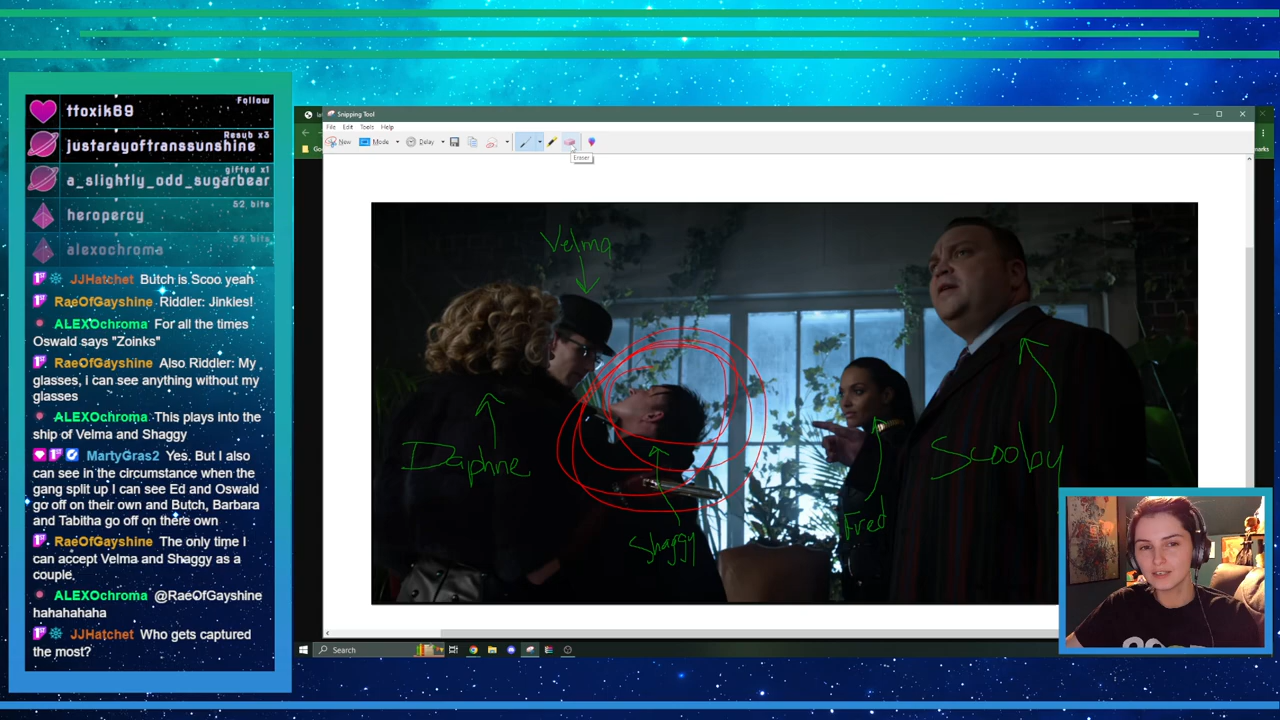 Follow
ttoxik69
Resub x3
justarayoftranssunshine
gifted x1
a_slightly_odd_sugarbear
52 bits
heropercy
52 bits
alexochroma
JJHatchet Butch is Scoo yeah
RaeOfGayshine Riddler: Jinkies!
ALEXOchroma For all the times
Oswald says "Zoinks"
RaeOfGayshine Also Riddler: My
glasses, I can see anything without my
glasses
ALEXOchroma This plays into the
ship of Velma and Shaggy
MartyGras2 Yes. But I also
can see in the circumstance when the
gang split up I can see Ed and Oswald
go off on their own and Butch, Barbara
and Tabitha go off on there own
RaeOfGayshine The only time I
can accept Velma and Shaggy as a
couple.
ALEXOchroma @RaeOfGayshine
hahahahaha
JJHatchet Who gets captured
the most?
Snipping Tool
File Edit Tools Help
New Mode Delay
Eraser
Velma
Daphne
Shaggy
Fred
Scooby
Search